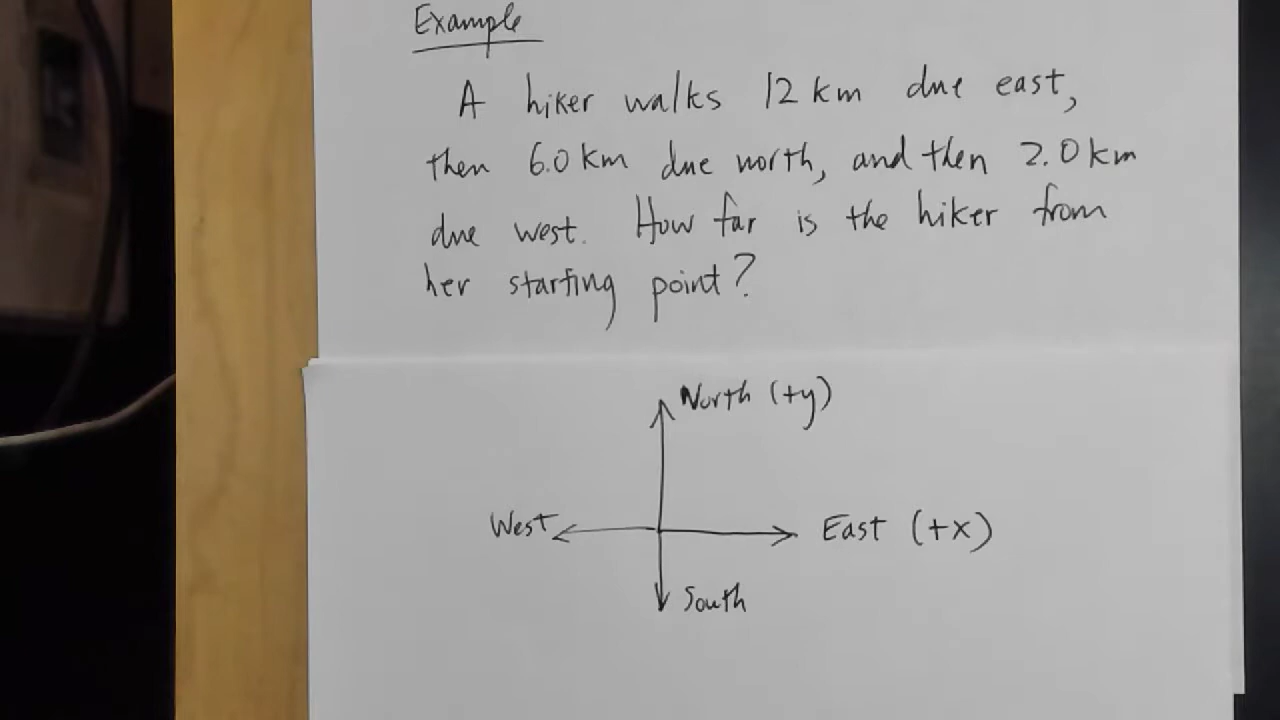 Example
A hiker walks 12 km due east,
then 6.0 km due north, and then 2.0 km
due west. How far is the hiker from
her starting point?
North (+y)
West
East (+x)
South